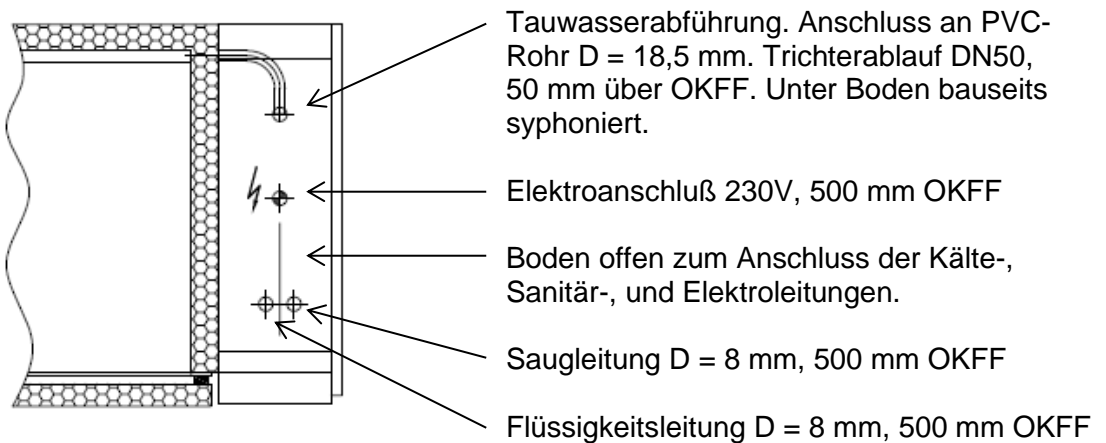 Tauwasserabführung. Anschluss an PVC-
Rohr D = 18,5 mm. Trichterablauf DN50,
50 mm über OKFF. Unter Boden bauseits
syphoniert.
Elektroanschluß 230V, 500 mm OKFF
Boden offen zum Anschluss der Kälte-,
Sanitär-, und Elektroleitungen.
Saugleitung D = 8 mm, 500 mm OKFF
Flüssigkeitsleitung D = 8 mm, 500 mm OKFF